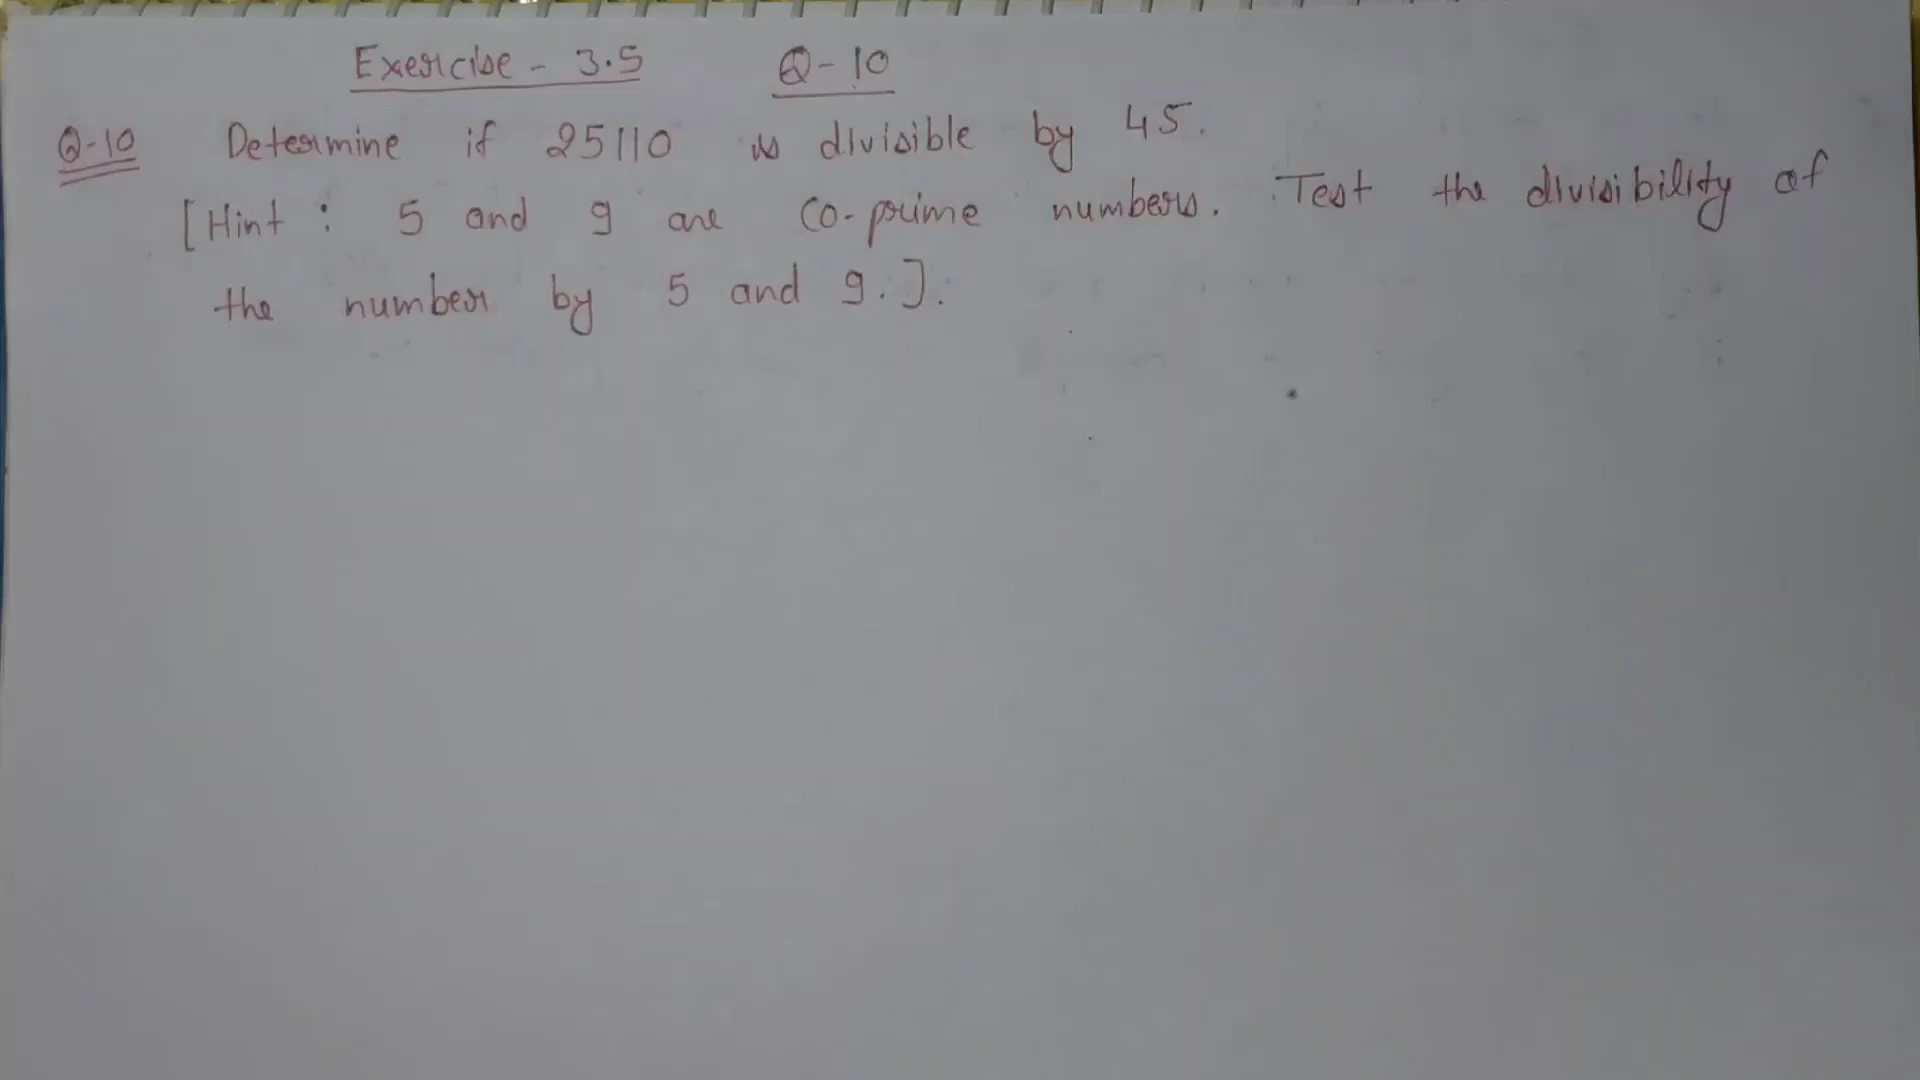 Exercise - 3.5 Q-10
Q-10 Determine if 25110 is divisible by 45.
[Hint : 5 and 9 are co-prime numbers. Test the divisibility of
the number by 5 and 9.].